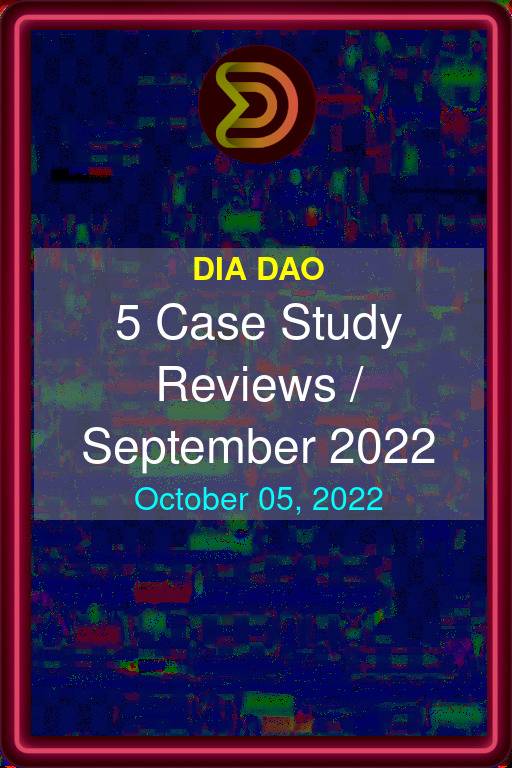 DIA DAO
5 Case Study
Reviews /
September 2022
October 05, 2022